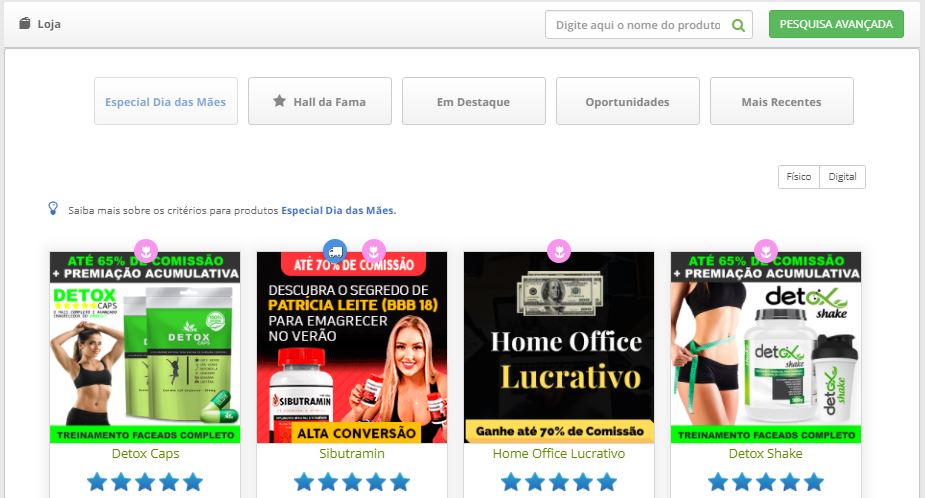 Loja
Digite aqui o nome do produto
PESQUISA AVANÇADA
Especial Dia das Mães
Hall da Fama
Em Destaque
Oportunidades
Mais Recentes
Físico
Digital
Saiba mais sobre os critérios para produtos Especial Dia das Mães.
ATÉ 65% DE COMISSÃO
+ PREMIAÇÃO ACUMULATIVA
DETOX
CAPS
DETOX
CAPS
TREINAMENTO FACEADS COMPLETO
Detox Caps
ATÉ 70% DE COMISSÃO
DESCUBRA O SEGREDO DE
PATRÍCIA LEITE (BBB 18)
PARA EMAGRECER
NO VERÃO
SIBUTRAMIN
ALTA CONVERSÃO
Sibutramin
Home Office
Lucrativo
Ganhe até 70% de Comissão
Home Office Lucrativo
ATÉ 65% DE COMISSÃO
+ PREMIAÇÃO ACUMULATIVA
detox
shake
detox
shake
detox
shake
TREINAMENTO FACEADS COMPLETO
Detox Shake